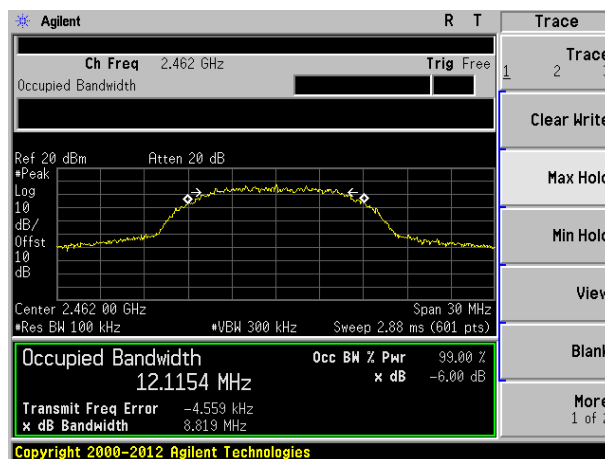 Agilent R T Trace
Ch Freq 2.462 GHz Trig Free
Occupied Bandwidth
Trace
1 2
Clear Write
Max Hold
Min Hold
View
Blank
More
1 of
Ref 20 dBm Atten 20 dB
#Peak
Log
10
dB/
Offst
10
dB
Center 2.462 00 GHz Span 30 MHz
#Res BW 100 kHz #VBW 300 kHz Sweep 2.88 ms (601 pts)
Occupied Bandwidth Occ BW % Pwr 99.00 %
12.1154 MHz x dB -6.00 dB
Transmit Freq Error -4.559 kHz
x dB Bandwidth 8.819 MHz
Copyright 2000-2012 Agilent Technologies